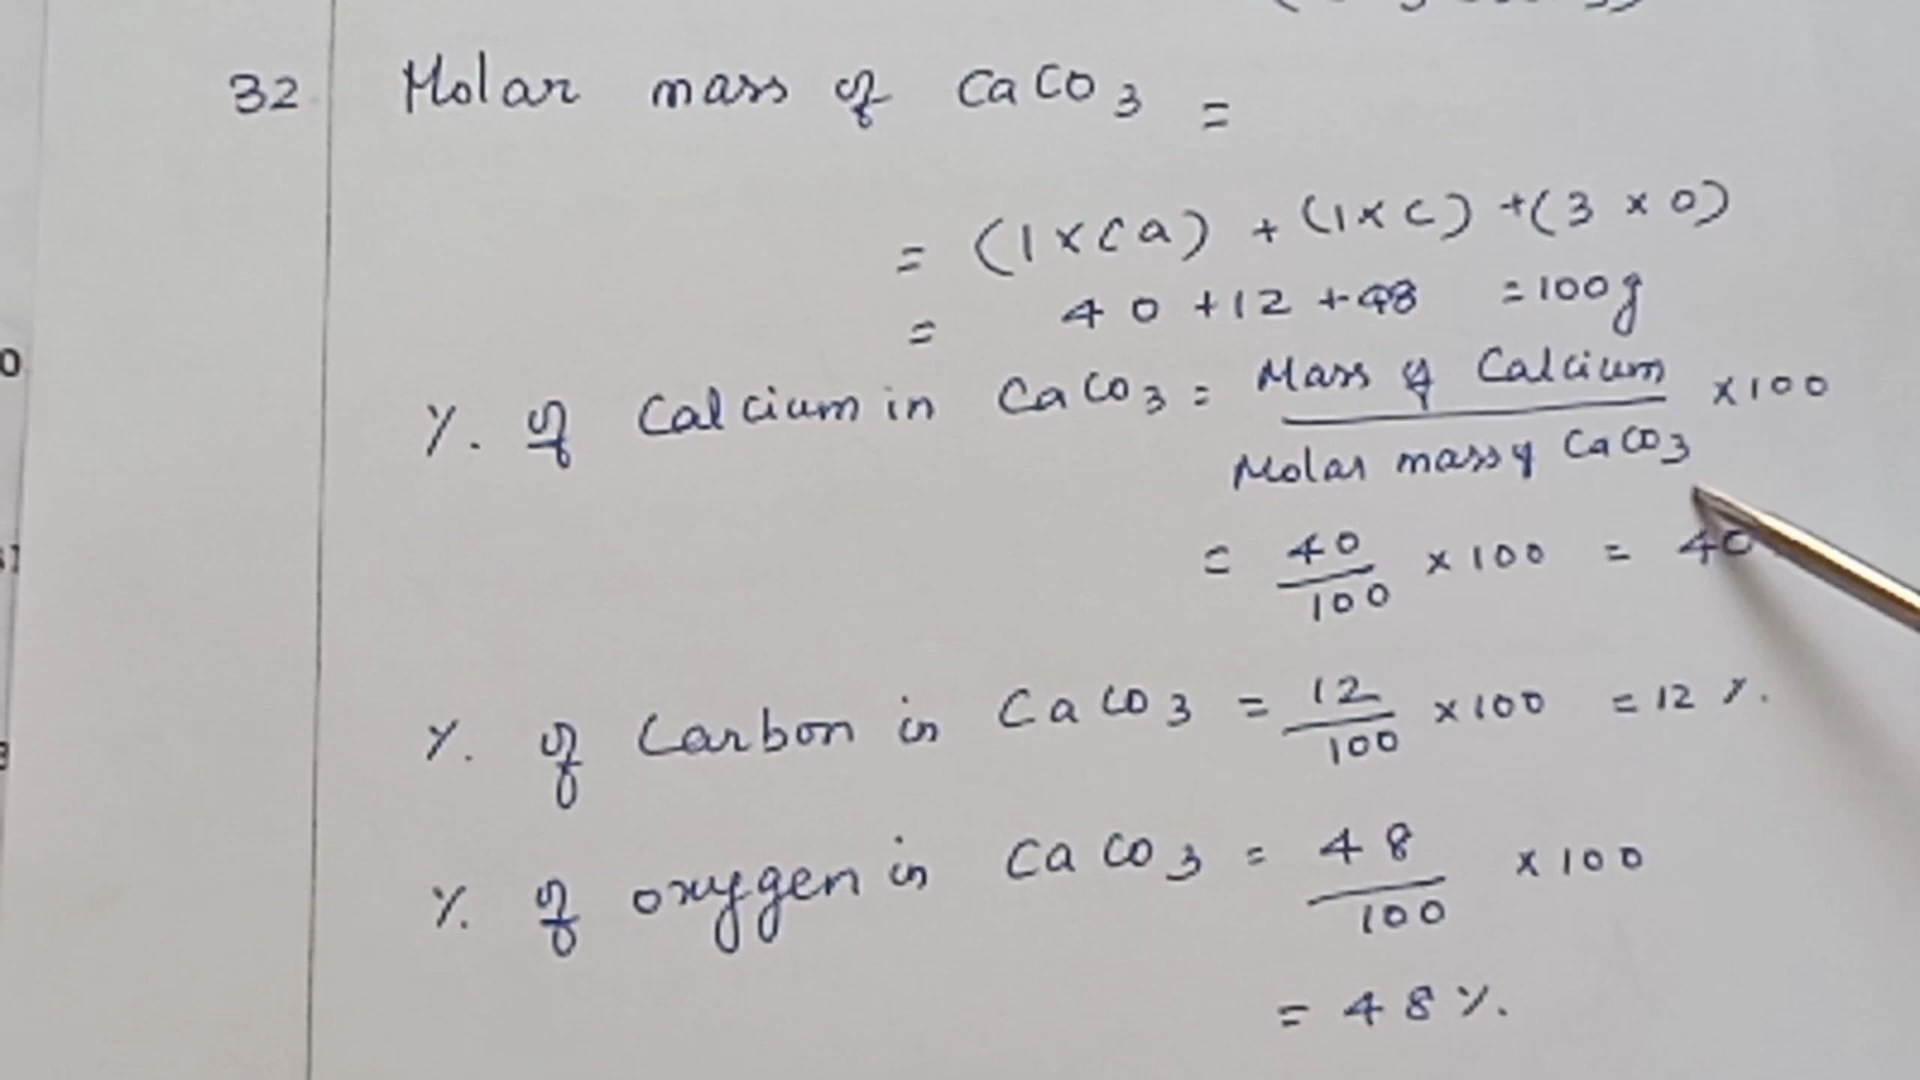 32 Molar mass of CaCO3 =
= (1 x Ca) + (1 x C) + (3 x O)
= 40 + 12 + 48 = 100g
% of Calcium in CaCO3 = Mass of Calcium / Molar mass of CaCO3 x 100
= 40 / 100 x 100 = 40
% of Carbon in CaCO3 = 12 / 100 x 100 = 12 %.
% of oxygen in CaCO3 = 48 / 100 x 100
= 48 %.